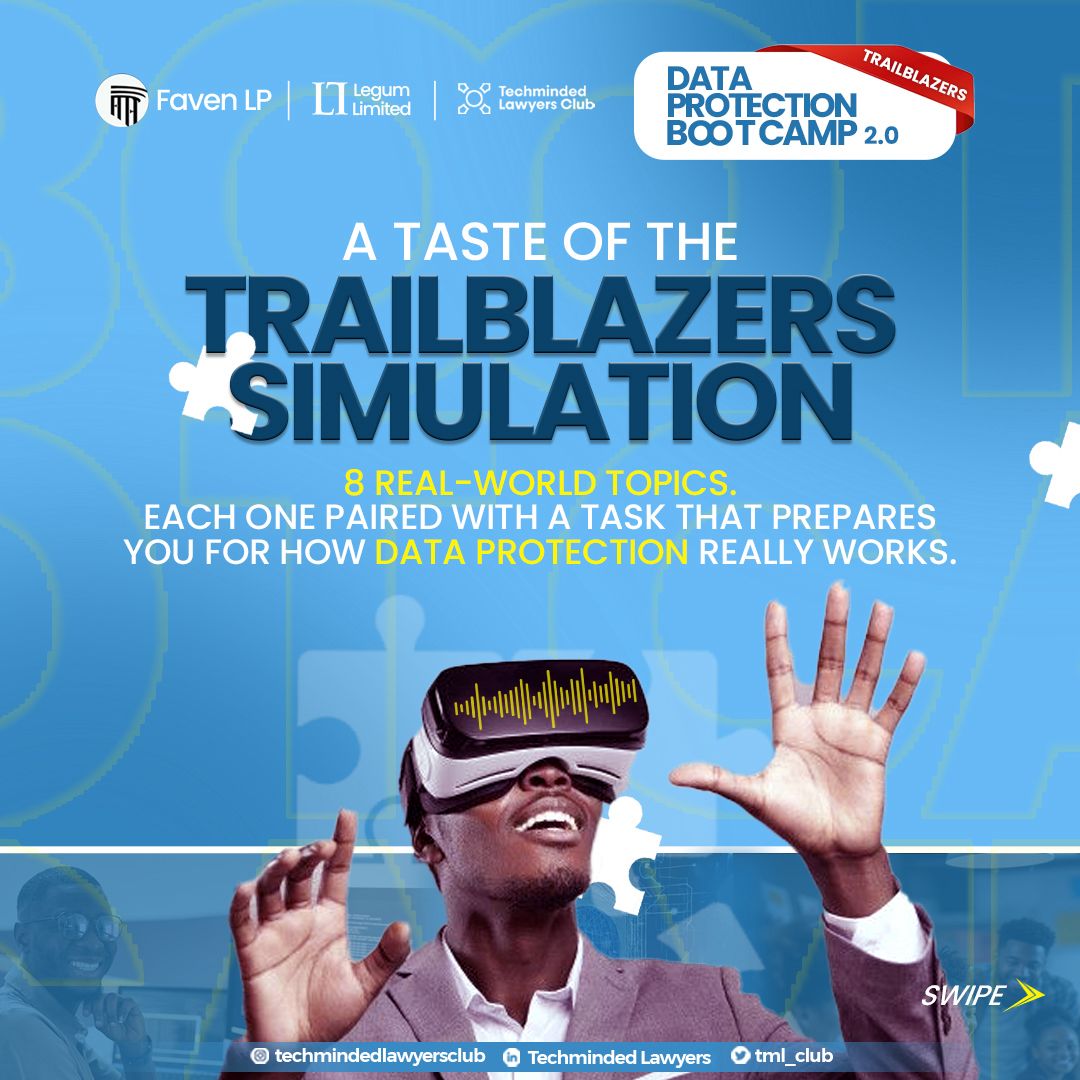 Faven LP
Legum
Limited
Techminded
Lawyers Club
TRAILBLAZERS
DATA
PROTECTION
BOOTCAMP 2.0
A TASTE OF THE
TRAILBLAZERS
SIMULATION
8 REAL-WORLD TOPICS.
EACH ONE PAIRED WITH A TASK THAT PREPARES
YOU FOR HOW DATA PROTECTION REALLY WORKS.
SWIPE
techmindedlawyersclub
Techminded Lawyers
tml_club